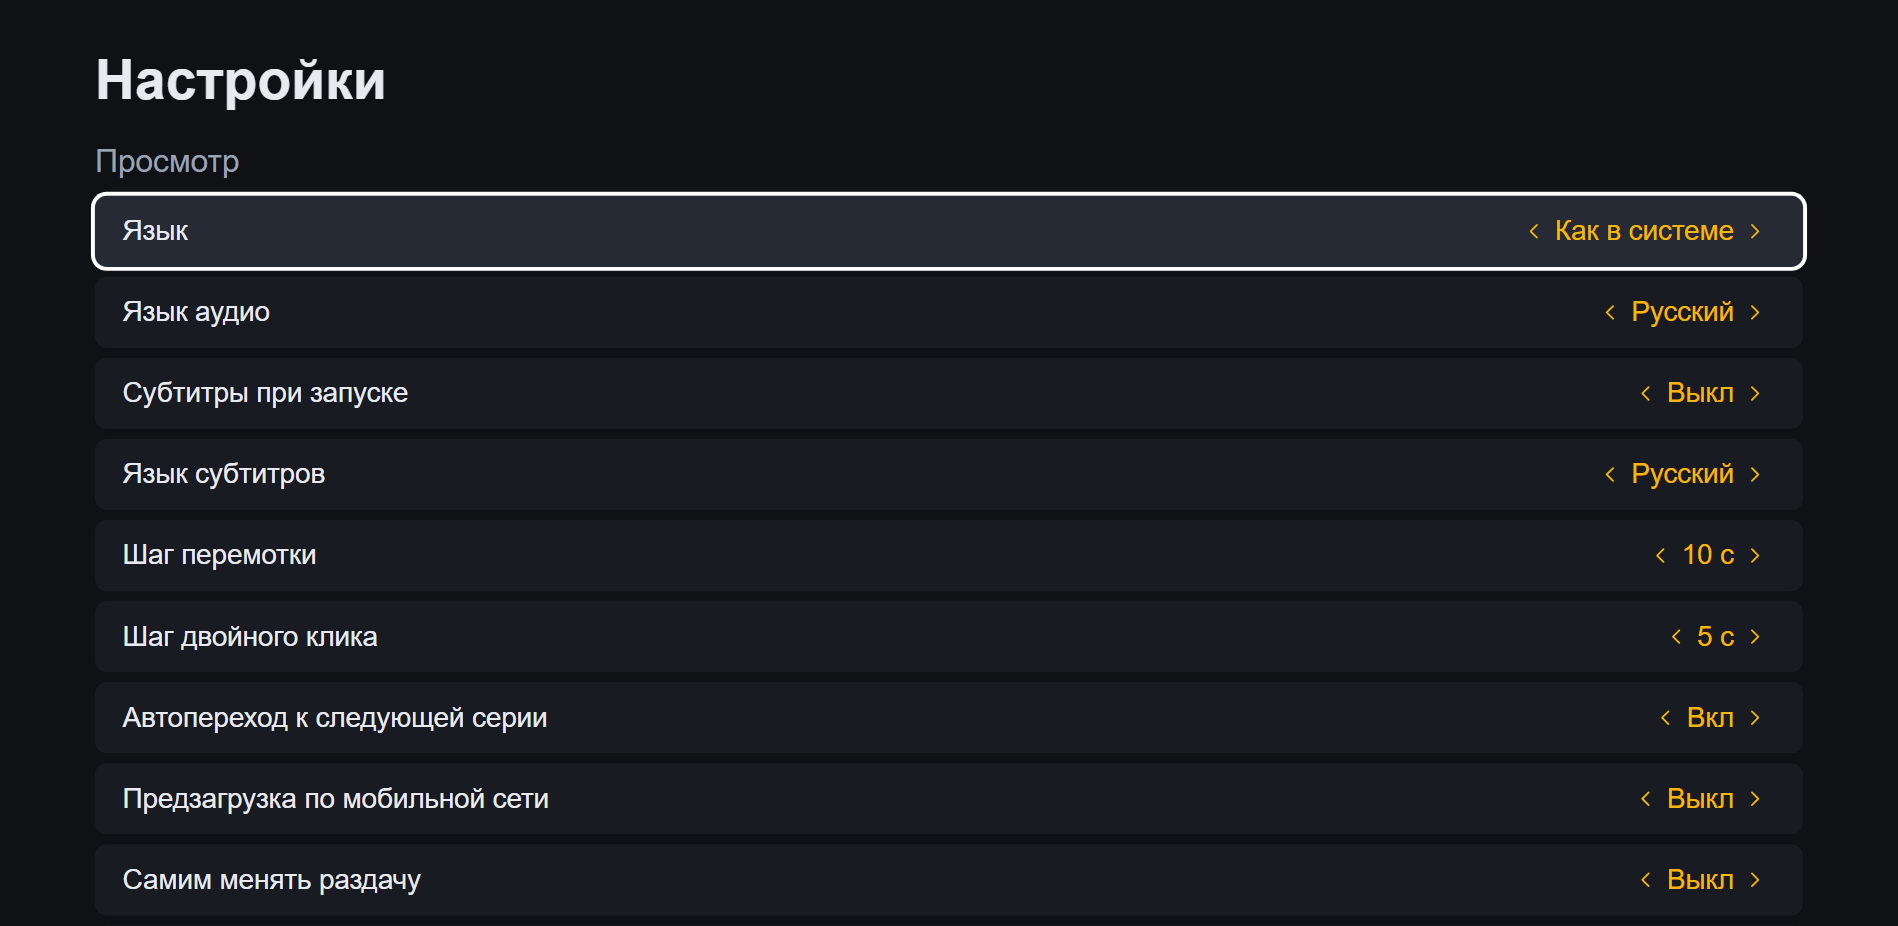 Настройки
Просмотр
Язык
Как в системе
Язык аудио
Русский
Субтитры при запуске
Выкл
Язык субтитров
Русский
Шаг перемотки
10 с
Шаг двойного клика
5 с
Автопереход к следующей серии
Вкл
Предзагрузка по мобильной сети
Выкл
Самим менять раздачу
Выкл